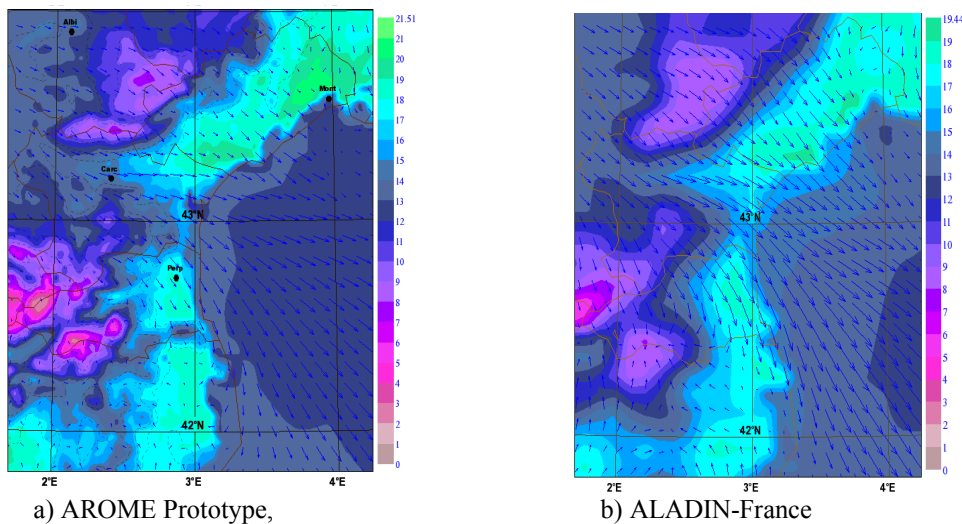 Albi
Mont
Carc
43°N
Perp
42°N
2°E
3°E
4°E
21.51
21
20
19
18
17
16
15
14
13
12
11
10
9
8
7
6
5
4
3
2
1
0
a) AROME Prototype,
43°N
42°N
2°E
3°E
4°E
19.44
19
18
17
16
15
14
13
12
11
10
9
8
7
6
5
4
3
2
1
0
b) ALADIN-France